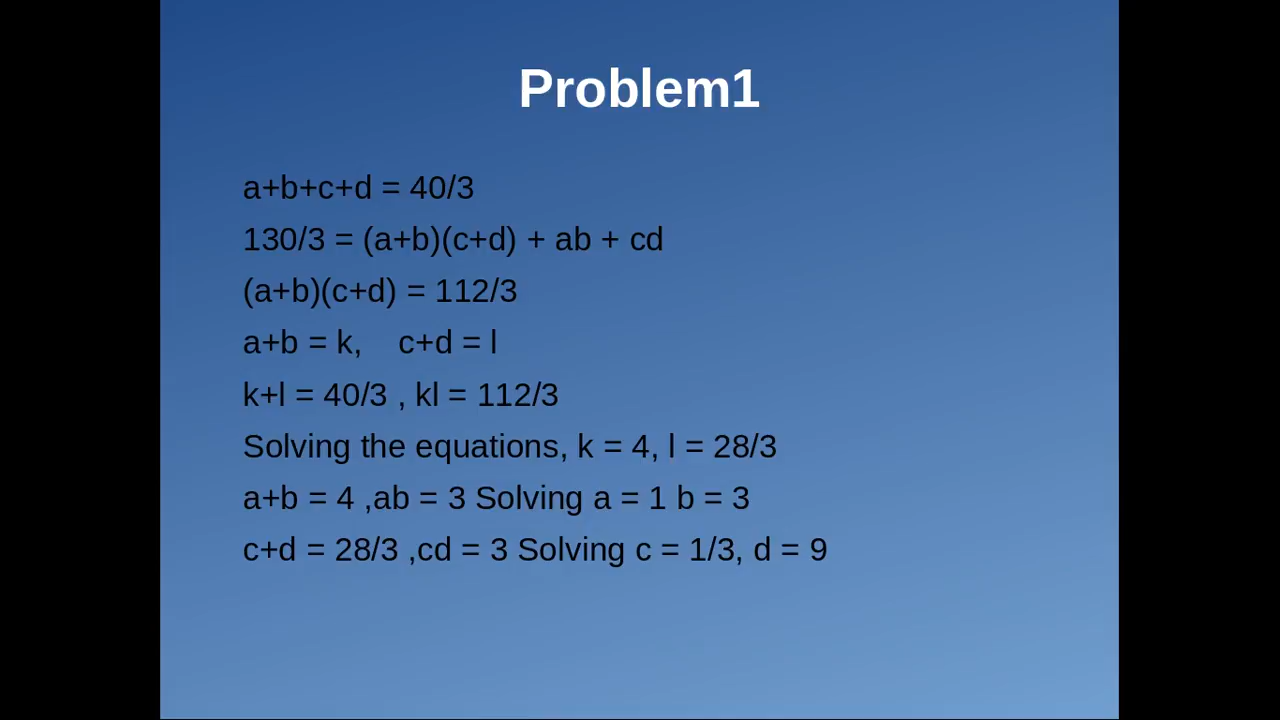 Problem1
a+b+c+d = 40/3
130/3 = (a+b)(c+d) + ab + cd
(a+b)(c+d) = 112/3
a+b = k,    c+d = l
k+l = 40/3 , kl = 112/3
Solving the equations, k = 4, l = 28/3
a+b = 4 ,ab = 3 Solving a = 1 b = 3
c+d = 28/3 ,cd = 3 Solving c = 1/3, d = 9